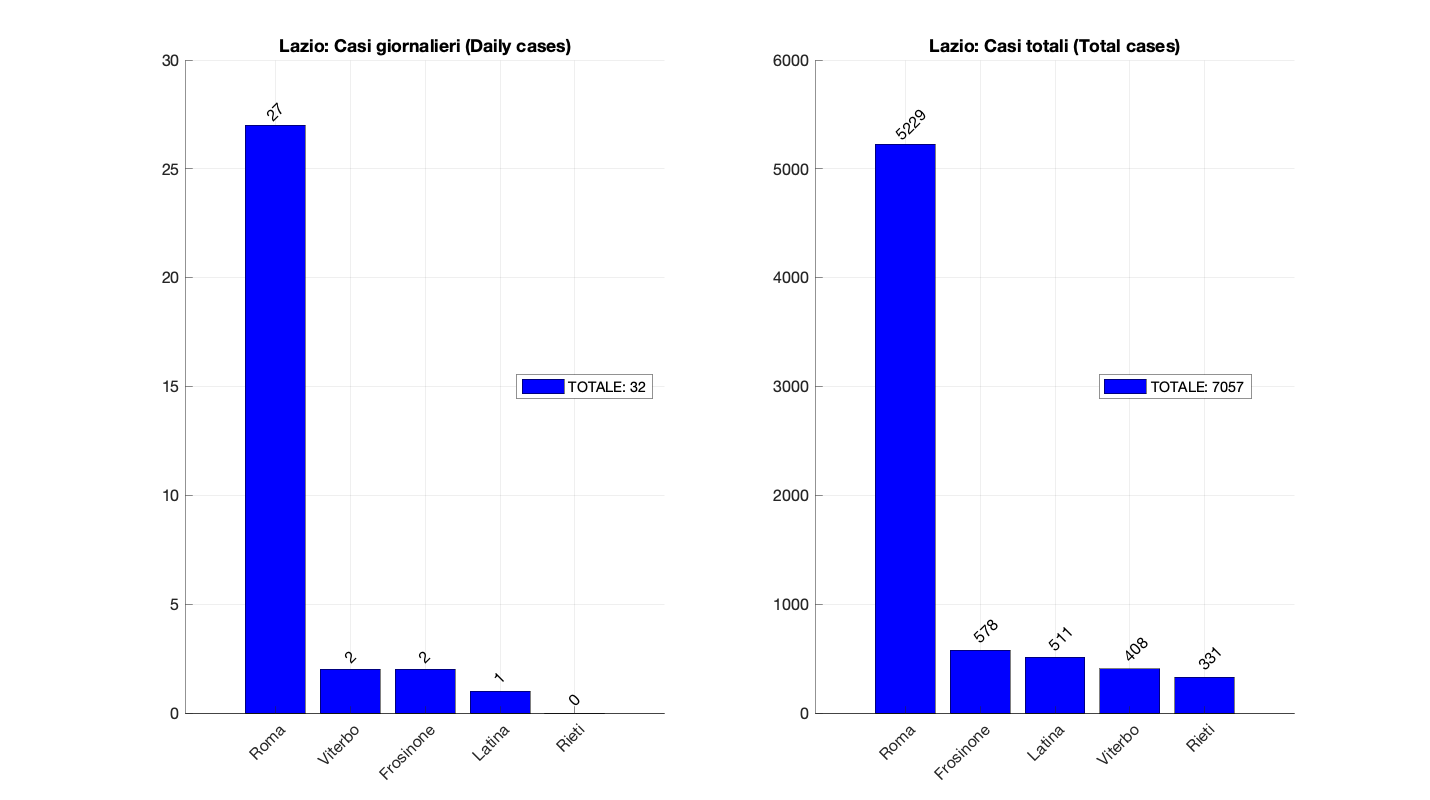 Lazio: Casi giornalieri (Daily cases)
30
25
20
15
10
5
0
27
2
2
1
0
TOTALE: 32
Roma
Viterbo
Frosinone
Latina
Rieti
Lazio: Casi totali (Total cases)
6000
5000
4000
3000
2000
1000
0
5229
578
511
408
331
TOTALE: 7057
Roma
Frosinone
Latina
Viterbo
Rieti